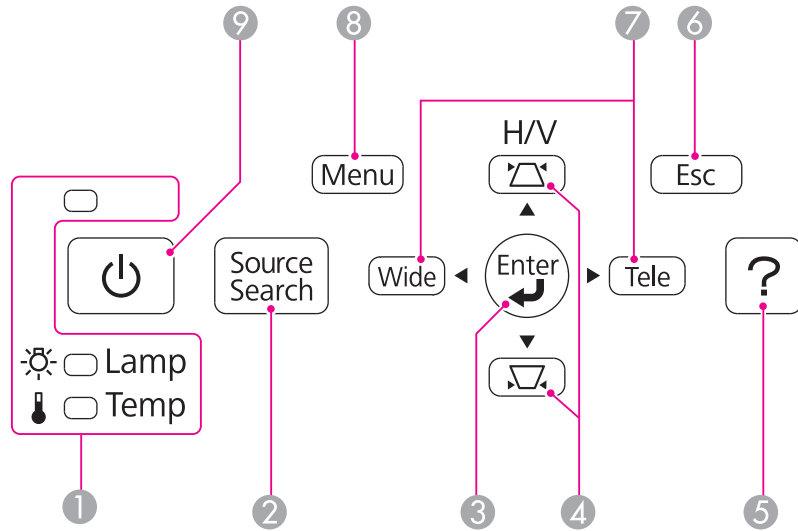 9
8
7
6
H/V
Menu
Esc
Source
Search
Wide
Enter
Tele
?
Lamp
Temp
1
2
3
4
5